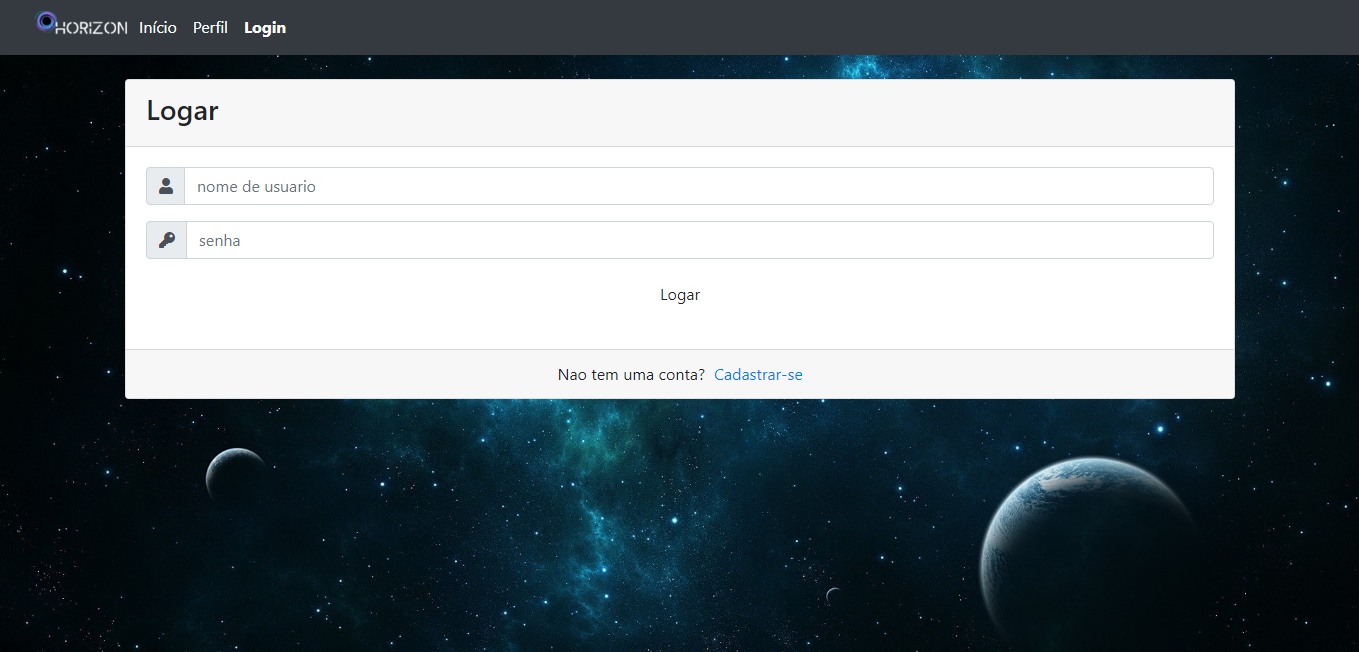 HORIZON Início Perfil Login
Logar
nome de usuario
senha
Logar
Nao tem uma conta? Cadastrar-se